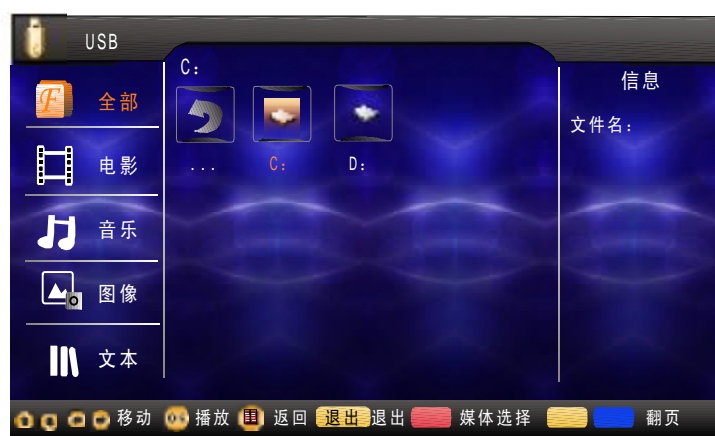 USB
C:
全部
电影
音乐
图像
文本
...
C:
D:
信息
文件名:
移动 播放 返回 退出 退出 媒体选择 翻页